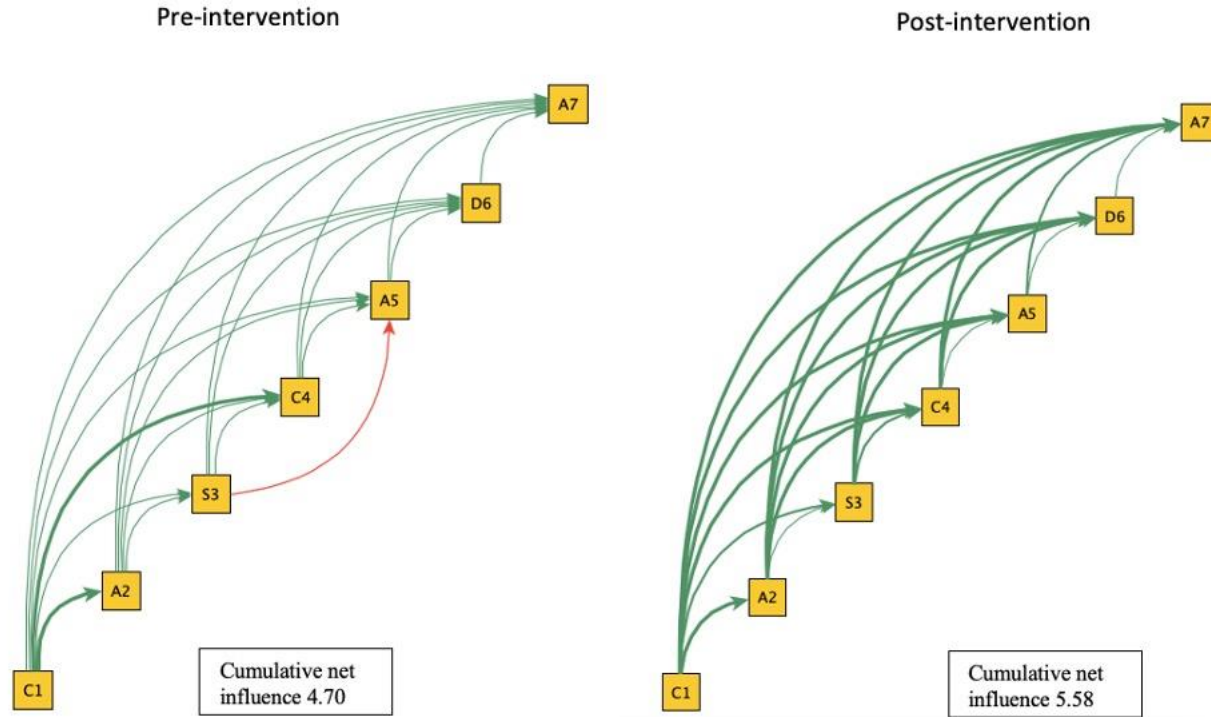 Pre-intervention
A7
D6
A5
C4
S3
A2
C1
Cumulative net
influence 4.70
Post-intervention
A7
D6
A5
C4
S3
A2
C1
Cumulative net
influence 5.58